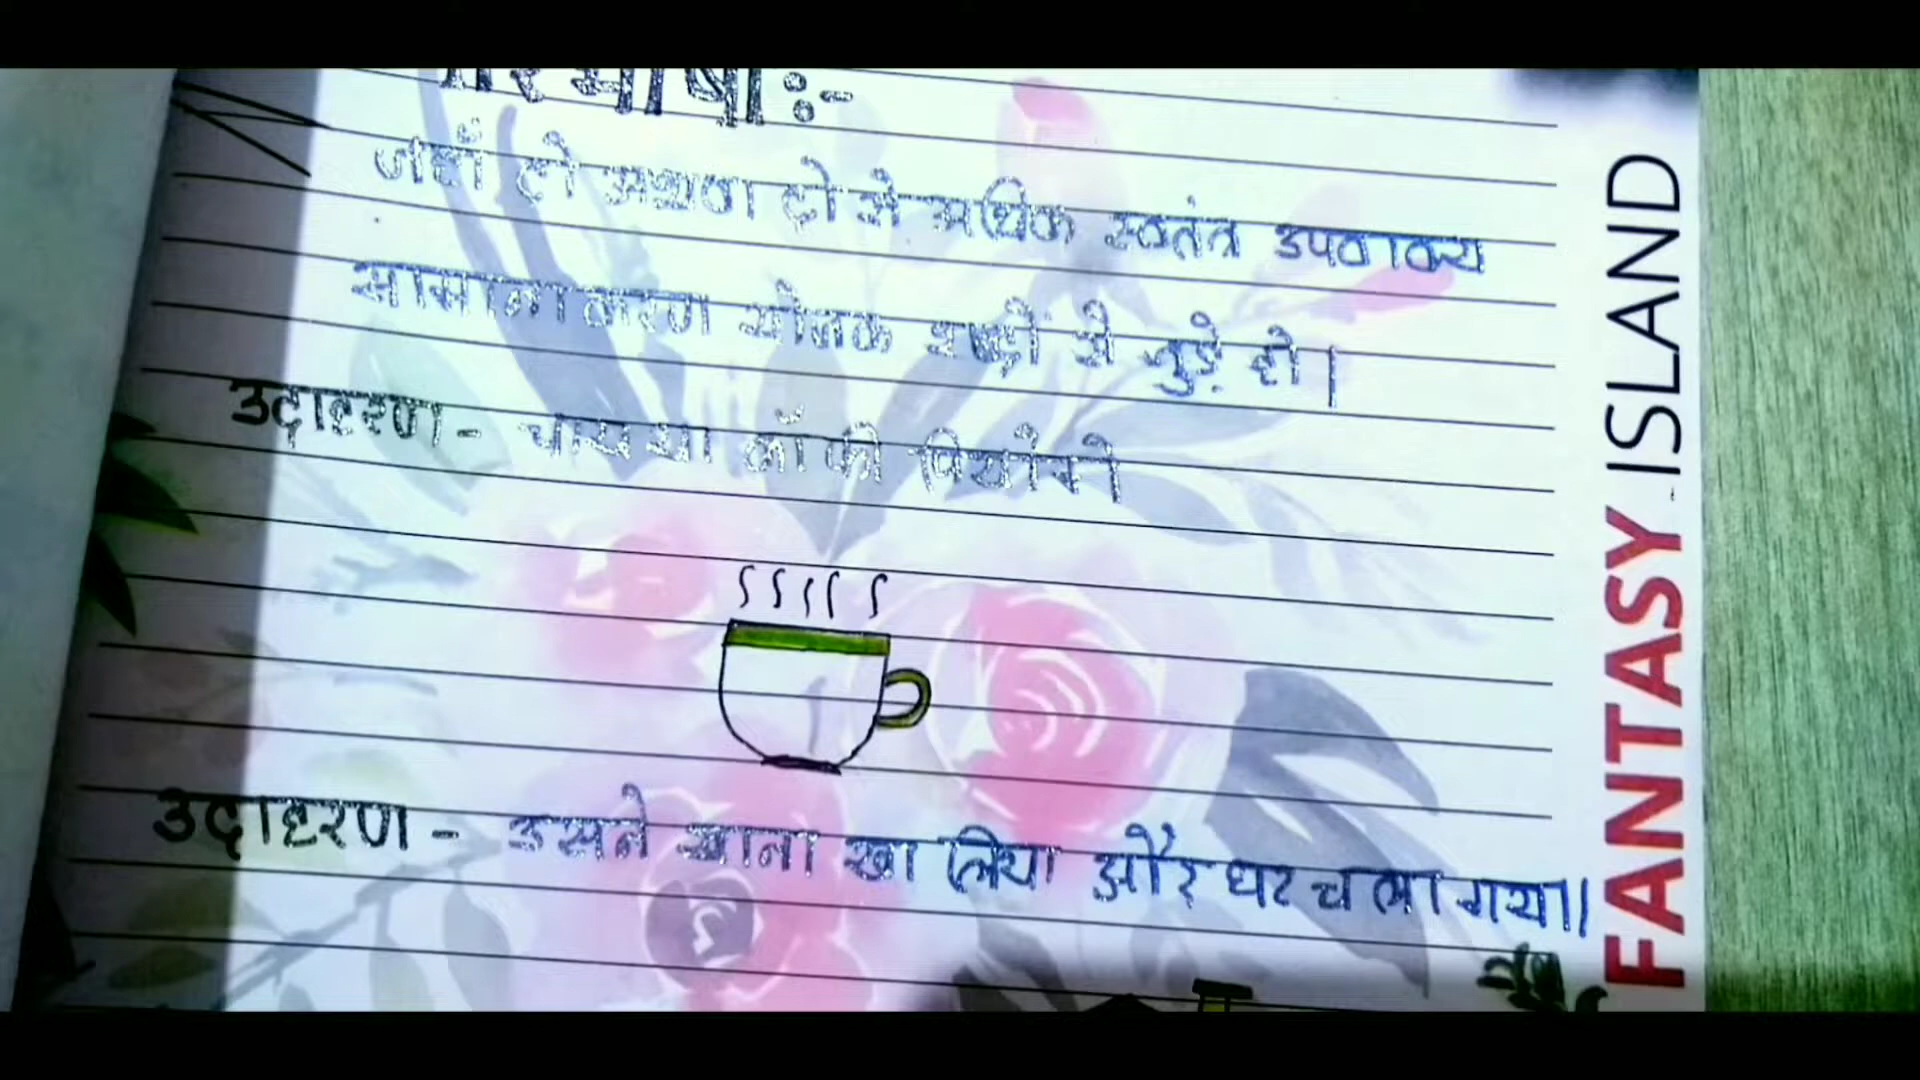 परिभाषा:-
जहाँ दो अथवा दो से अधिक स्वतंत्र उपवाक्य
सामानाकरण योजक शब्दों से जुड़े हो।
उदाहरण - चाय या कॉफी पियोगे
उदाहरण - उसने खाना खा लिया और घर चला गया।
FANTASY ISLAND